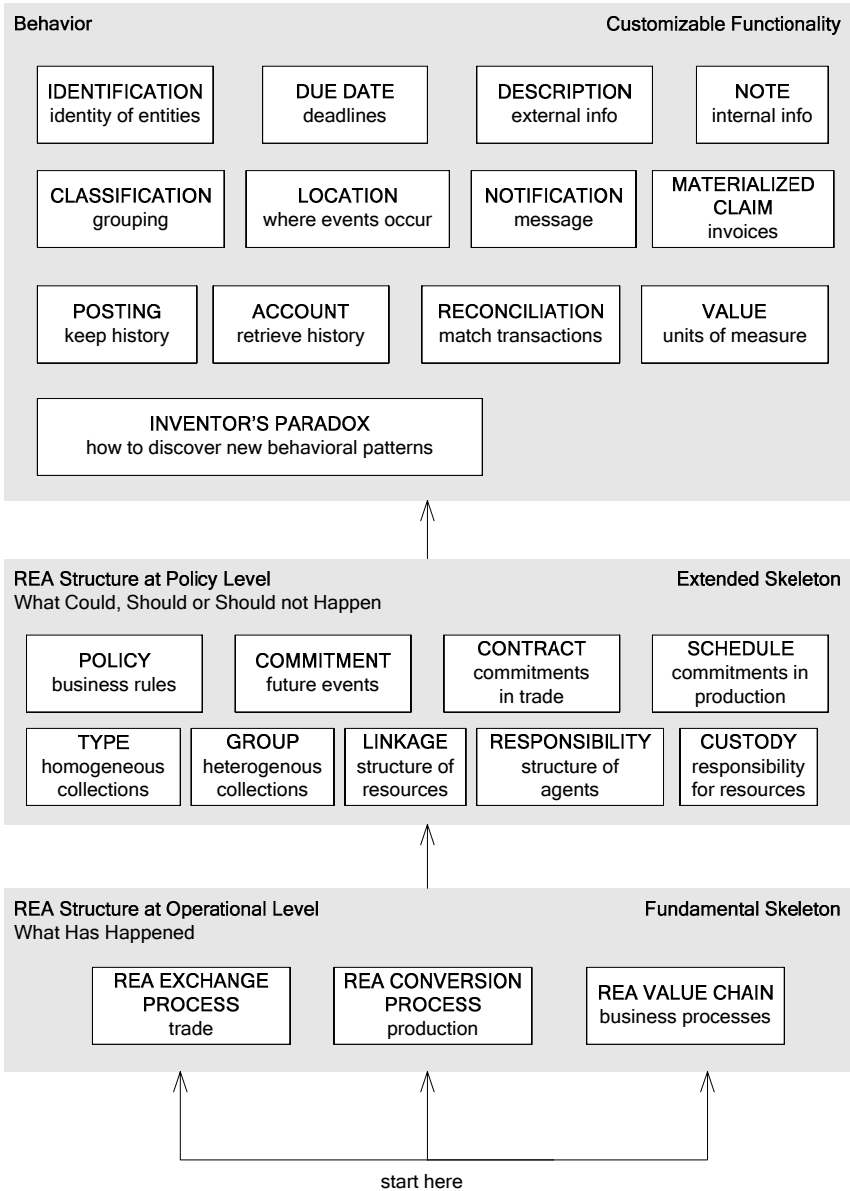 Behavior
Customizable Functionality
IDENTIFICATION
identity of entities
DUE DATE
deadlines
DESCRIPTION
external info
NOTE
internal info
CLASSIFICATION
grouping
LOCATION
where events occur
NOTIFICATION
message
MATERIALIZED
CLAIM
invoices
POSTING
keep history
ACCOUNT
retrieve history
RECONCILIATION
match transactions
VALUE
units of measure
INVENTOR'S PARADOX
how to discover new behavioral patterns
REA Structure at Policy Level
Extended Skeleton
What Could, Should or Should not Happen
POLICY
business rules
COMMITMENT
future events
CONTRACT
commitments
in trade
SCHEDULE
commitments in
production
TYPE
homogeneous
collections
GROUP
heterogenous
collections
LINKAGE
structure of
resources
RESPONSIBILITY
structure of
agents
CUSTODY
responsibility
for resources
REA Structure at Operational Level
Fundamental Skeleton
What Has Happened
REA EXCHANGE
PROCESS
trade
REA CONVERSION
PROCESS
production
REA VALUE CHAIN
business processes
start here